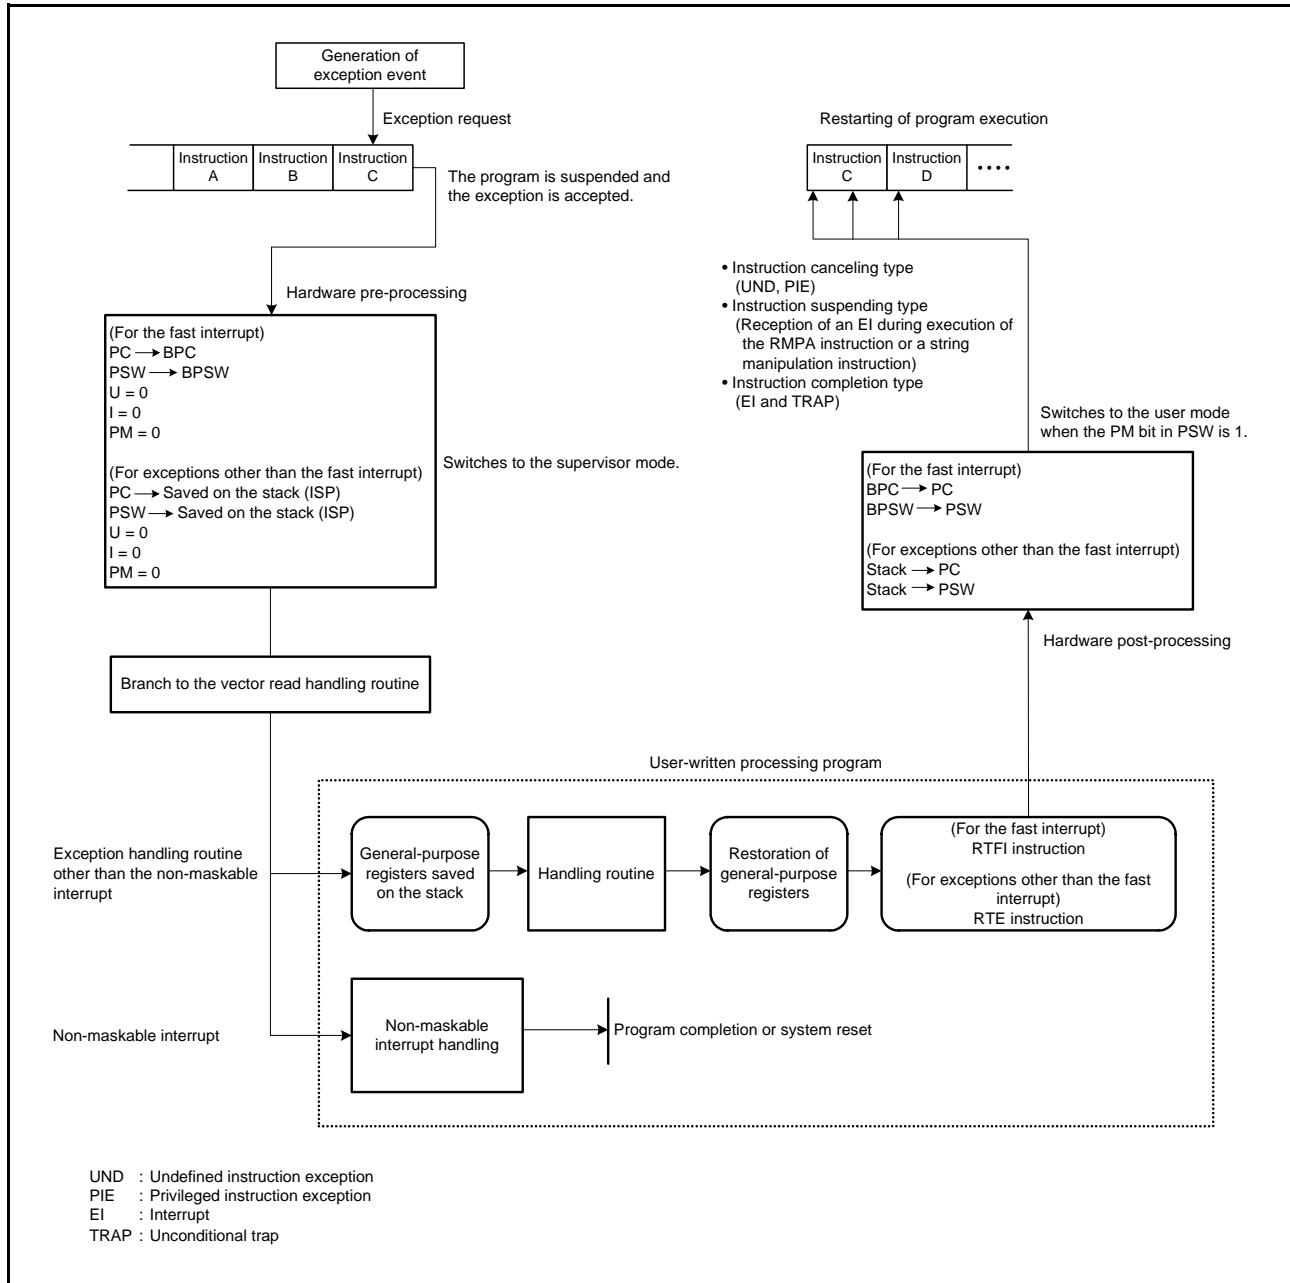 Generation of
exception event
Exception request
Instruction
A
Instruction
B
Instruction
C
The program is suspended and
the exception is accepted.
Hardware pre-processing
(For the fast interrupt)
PC → BPC
PSW → BPSW
U = 0
I = 0
PM = 0
(For exceptions other than the fast interrupt)
PC → Saved on the stack (ISP)
PSW → Saved on the stack (ISP)
U = 0
I = 0
PM = 0
Switches to the supervisor mode.
Branch to the vector read handling routine
Restarting of program execution
Instruction
C
Instruction
D
••••
• Instruction canceling type
(UND, PIE)
• Instruction suspending type
(Reception of an EI during execution of
the RMPA instruction or a string
manipulation instruction)
• Instruction completion type
(EI and TRAP)
Switches to the user mode
when the PM bit in PSW is 1.
(For the fast interrupt)
BPC → PC
BPSW → PSW
(For exceptions other than the fast interrupt)
Stack → PC
Stack → PSW
Hardware post-processing
User-written processing program
Exception handling routine
other than the non-maskable
interrupt
General-purpose
registers saved
on the stack
Handling routine
Restoration of
general-purpose
registers
(For the fast interrupt)
RTFI instruction
(For exceptions other than the fast
interrupt)
RTE instruction
Non-maskable interrupt
Non-maskable
interrupt handling
Program completion or system reset
UND : Undefined instruction exception
PIE : Privileged instruction exception
EI : Interrupt
TRAP : Unconditional trap